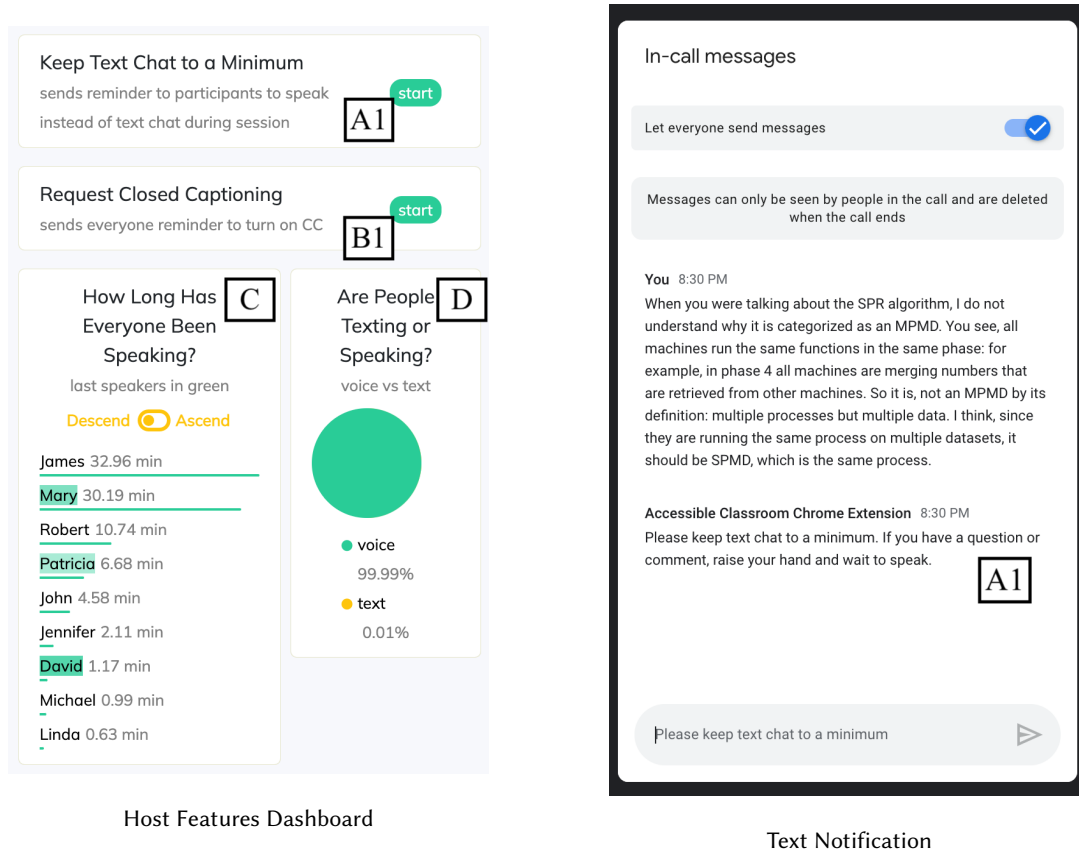 Keep Text Chat to a Minimum
sends reminder to participants to speak
instead of text chat during session
start
A1
Request Closed Captioning
sends everyone reminder to turn on CC
start
B1
How Long Has
Everyone Been
Speaking?
C
last speakers in green
Descend Ascend
James 32.96 min
Mary 30.19 min
Robert 10.74 min
Patricia 6.68 min
John 4.58 min
Jennifer 2.11 min
David 1.17 min
Michael 0.99 min
Linda 0.63 min
Are People
Texting or
Speaking?
D
voice vs text
voice
99.99%
text
0.01%
Host Features Dashboard
In-call messages
Let everyone send messages
Messages can only be seen by people in the call and are deleted
when the call ends
You 8:30 PM
When you were talking about the SPR algorithm, I do not
understand why it is categorized as an MPMD. You see, all
machines run the same functions in the same phase: for
example, in phase 4 all machines are merging numbers that
are retrieved from other machines. So it is, not an MPMD by its
definition: multiple processes but multiple data. I think, since
they are running the same process on multiple datasets, it
should be SPMD, which is the same process.
Accessible Classroom Chrome Extension 8:30 PM
Please keep text chat to a minimum. If you have a question or
comment, raise your hand and wait to speak.
A1
Please keep text chat to a minimum
Text Notification